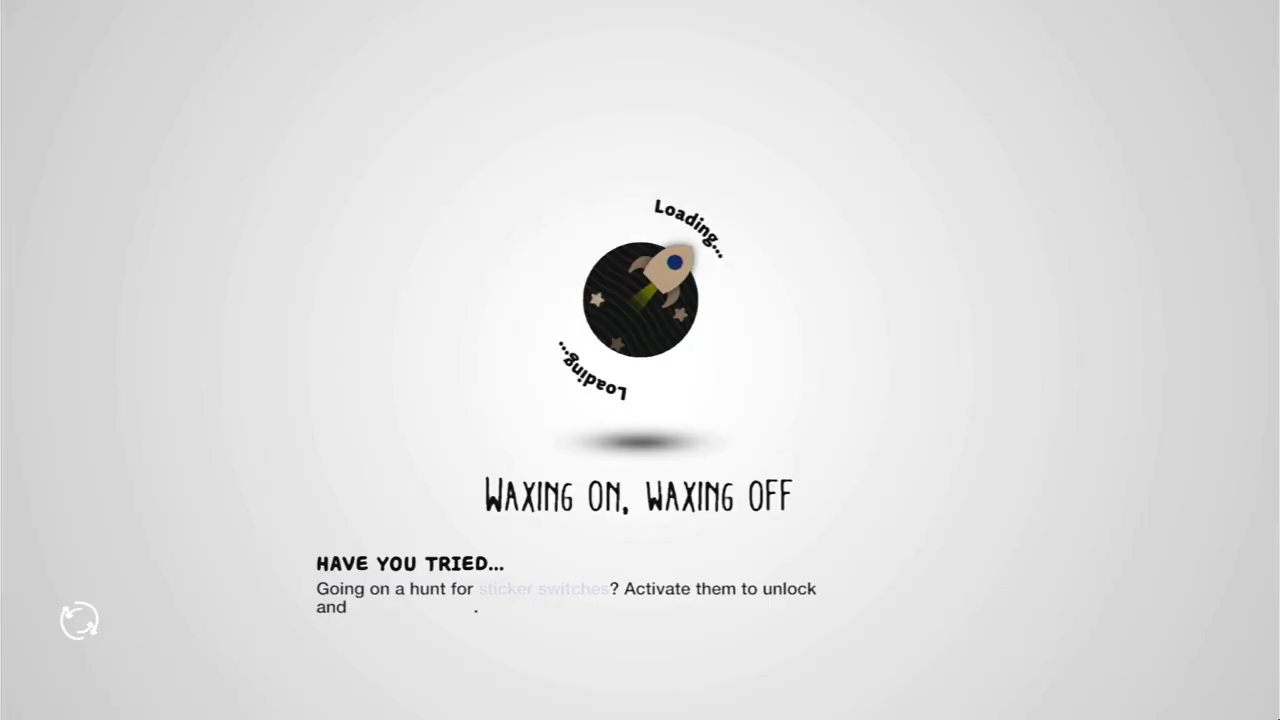 Loading...
Loading...
WAXING ON, WAXING OFF
HAVE YOU TRIED...
Going on a hunt for sticker switches? Activate them to unlock
and .